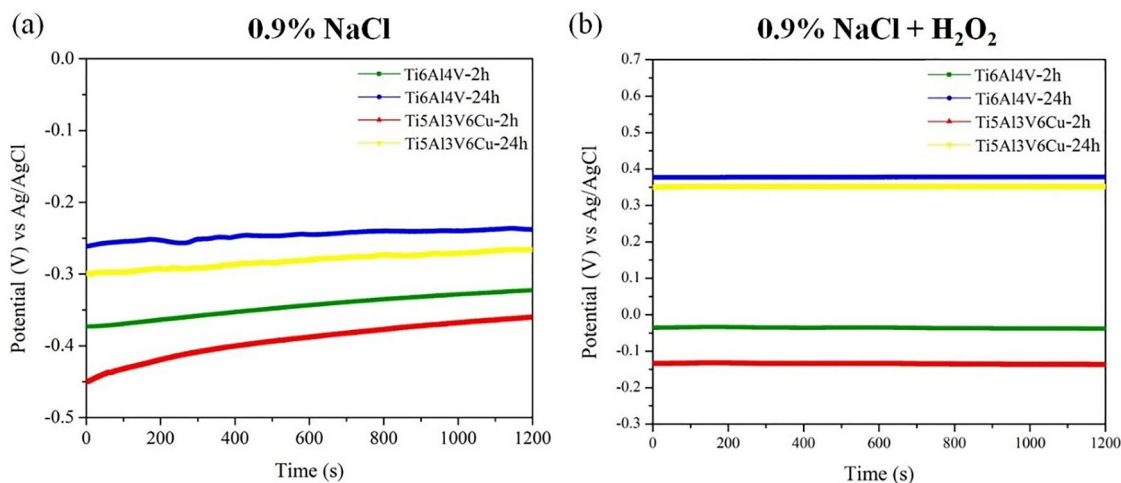 (a) 0.9% NaCl
0.0
-0.1
-0.2
-0.3
-0.4
-0.5
Potential (V) vs Ag/AgCl
Ti6Al4V-2h
Ti6Al4V-24h
Ti5Al3V6Cu-2h
Ti5Al3V6Cu-24h
0 200 400 600 800 1000 1200
Time (s)
(b) 0.9% NaCl + H₂O₂
0.7
0.6
0.5
0.4
0.3
0.2
0.1
0.0
-0.1
-0.2
-0.3
Potential (V) vs Ag/AgCl
Ti6Al4V-2h
Ti6Al4V-24h
Ti5Al3V6Cu-2h
Ti5Al3V6Cu-24h
0 200 400 600 800 1000 1200
Time (s)